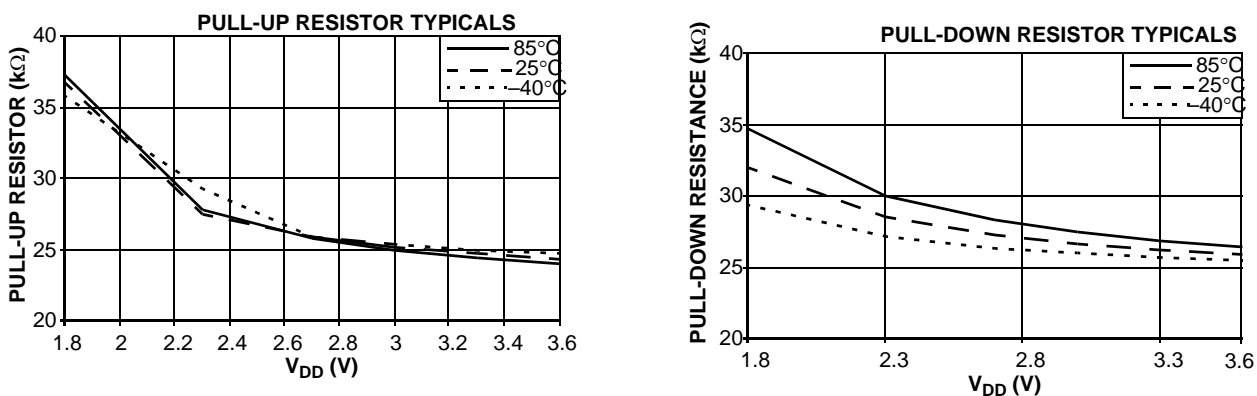 PULL-UP RESISTOR TYPICALS
PULL-UP RESISTOR (kΩ)
40
35
30
25
20
85°C
25°C
–40°C
1.8 2 2.2 2.4 2.6 2.8 3 3.2 3.4 3.6
VDD (V)
PULL-DOWN RESISTOR TYPICALS
PULL-DOWN RESISTANCE (kΩ)
40
35
30
25
20
85°C
25°C
–40°C
1.8 2.3 2.8 3.3 3.6
VDD (V)